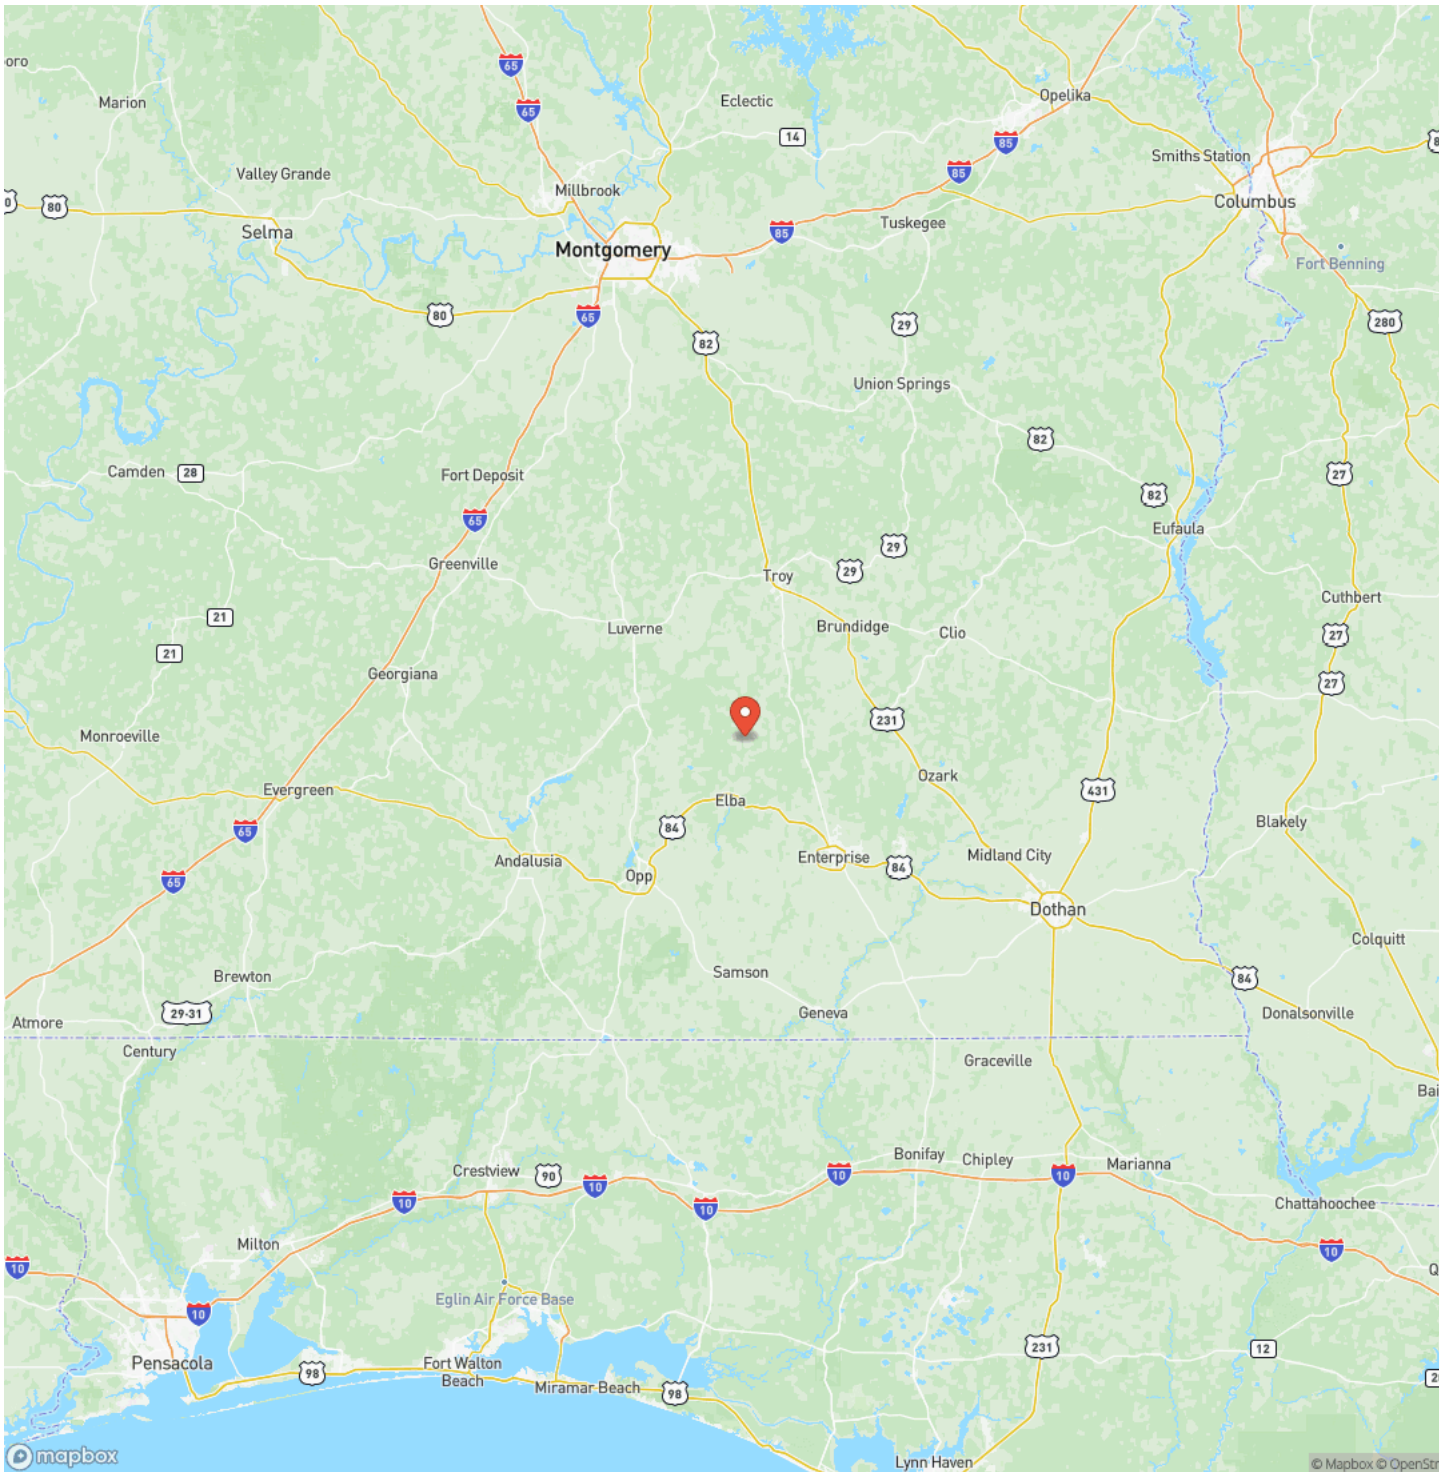 oro
65
Marion
65
Eclectic
Opelika
14
85
8
Smiths Station
Valley Grande
85
Millbrook
0
80
Columbus
Selma
Tuskegee
85
Montgomery
Fort Benning
80
65
29
280
82
Union Springs
82
Camden
28
Fort Deposit
27
82
65
Eufaula
29
Greenville
29
Troy
Cuthbert
21
Luverne
Brundidge
Clio
27
21
Georgiana
27
231
Monroeville
Ozark
Evergreen
431
Elba
Blakely
84
65
Enterprise
Midland City
Andalusia
84
Opp
65
Dothan
Colquitt
Samson
Brewton
84
29-31
Geneva
Donalsonville
Atmore
Century
Graceville
Bai
Bonifay
Chipley
Marianna
Crestview
90
10
10
10
10
10
Chattahoochee
Milton
10
10
Q
Eglin Air Force Base
10
231
12
Pensacola
Fort Walton
Beach
98
2
Miramar Beach
98
mapbox
Lynn Haven
© Mapbox © OpenStr